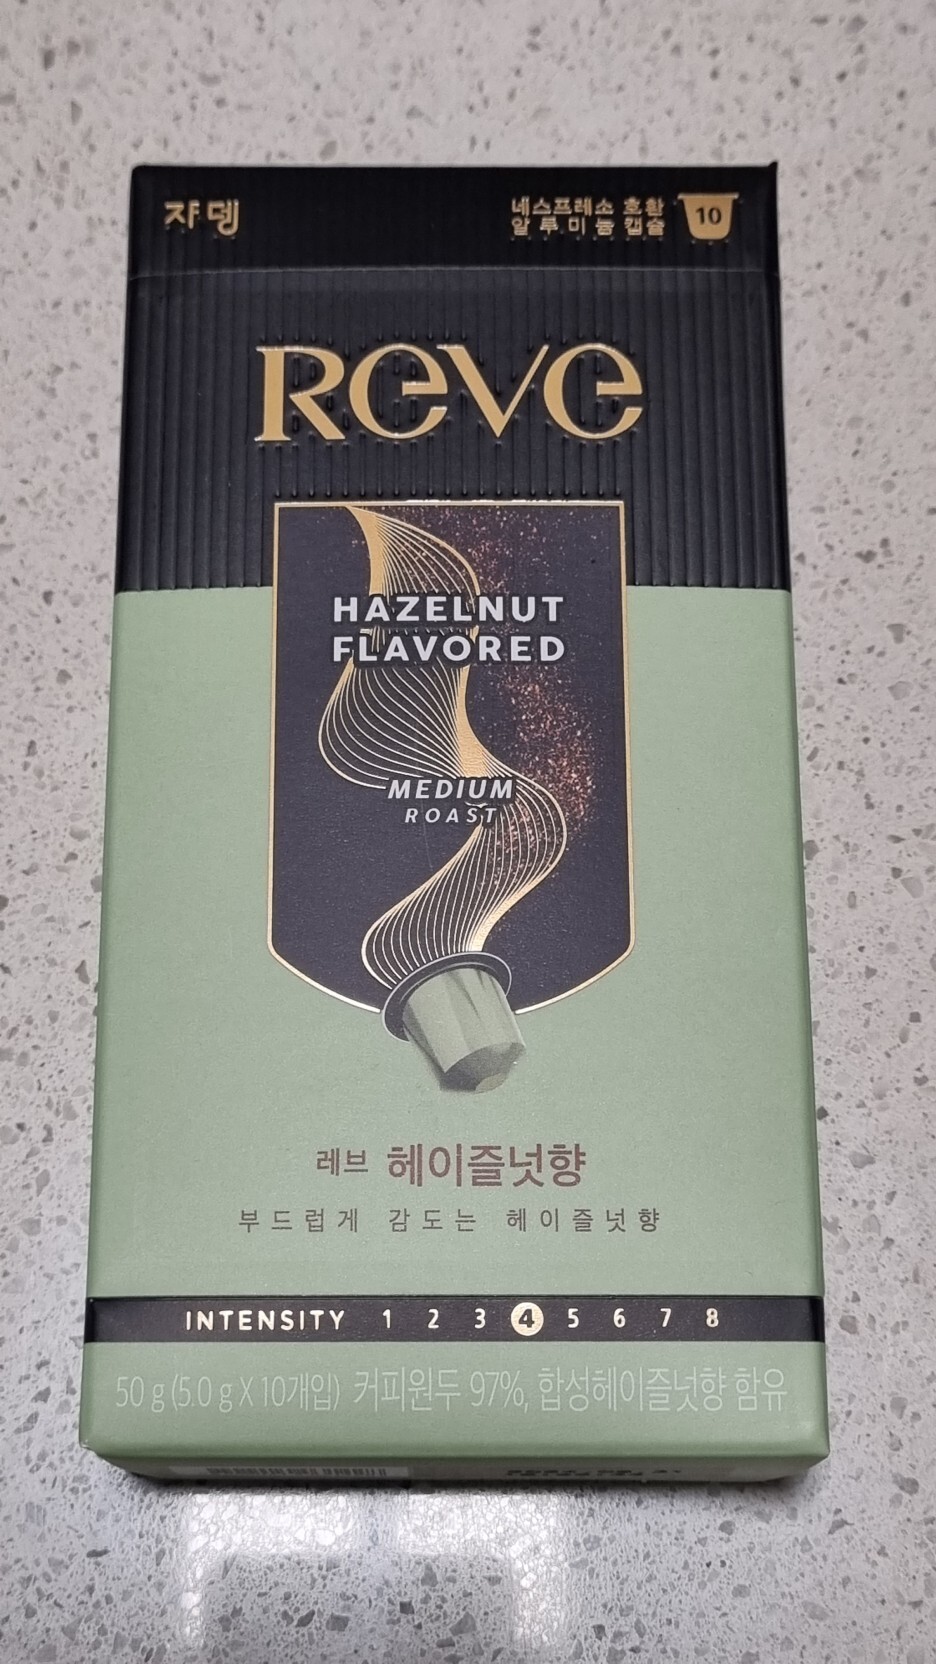 쟈뎅
네스프레소 호환
알루미늄 캡슐
10
Reve
HAZELNUT
FLAVORED
MEDIUM
ROAST
레브 헤이즐넛향
부드럽게 감도는 헤이즐넛향
INTENSITY 1 2 3 4 5 6 7 8
50 g (5.0 g X 10개입) 커피원두 97%, 합성헤이즐넛향 함유